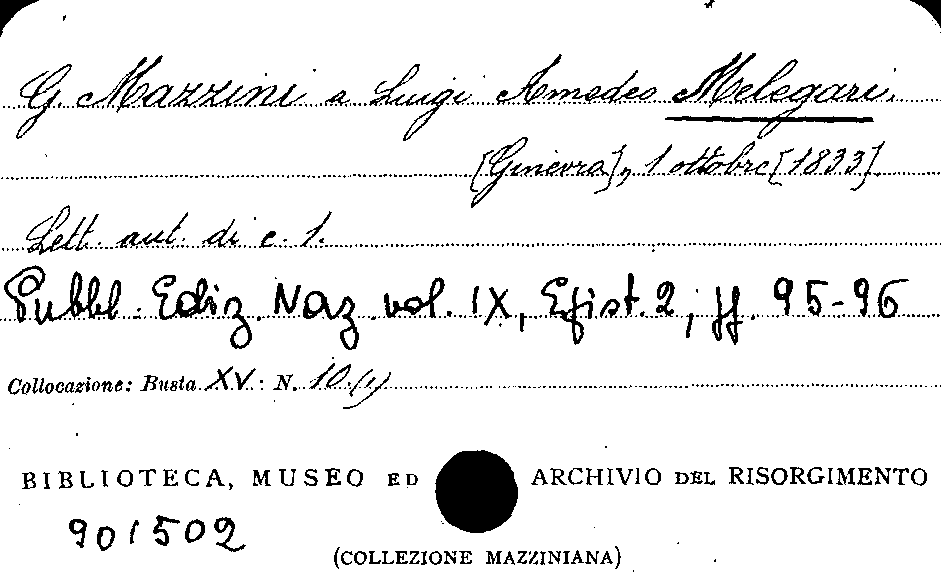 G. Mazzini a Luigi Amedeo Melegari.
[Ginevra], 1 ottobre [1833].
Lett. aut. di c. 1.
Pubbl. Ediz. Naz. vol. IX, Epist. 2, pp. 95-96
Collocazione: Busta XV: N. 10.(1)
BIBLIOTECA, MUSEO ED ARCHIVIO DEL RISORGIMENTO
901502
(COLLEZIONE MAZZINIANA)